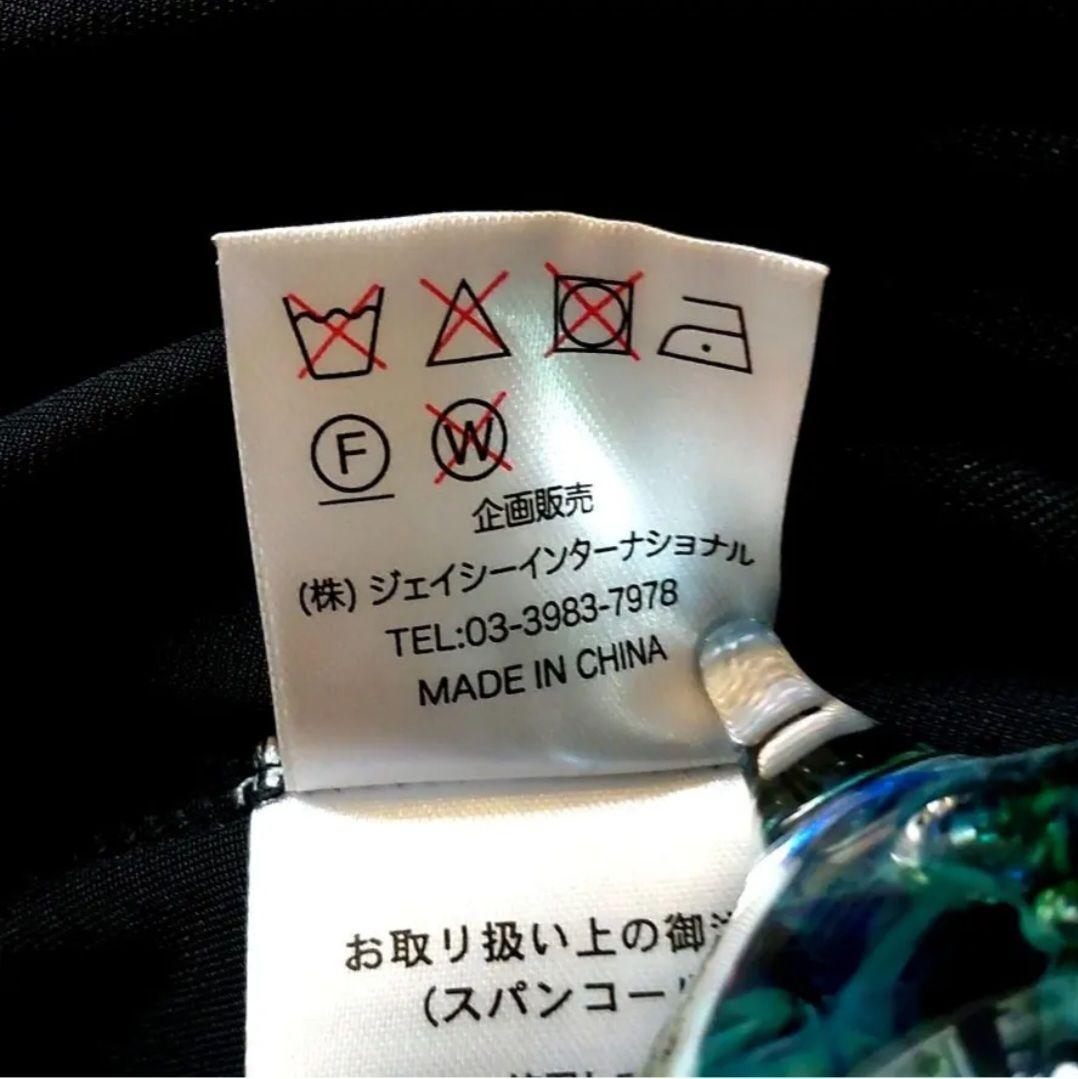 F W
企画販売
(株) ジェイシーインターナショナル
TEL:03-3983-7978
MADE IN CHINA
お取り扱い上の御
(スパンコー